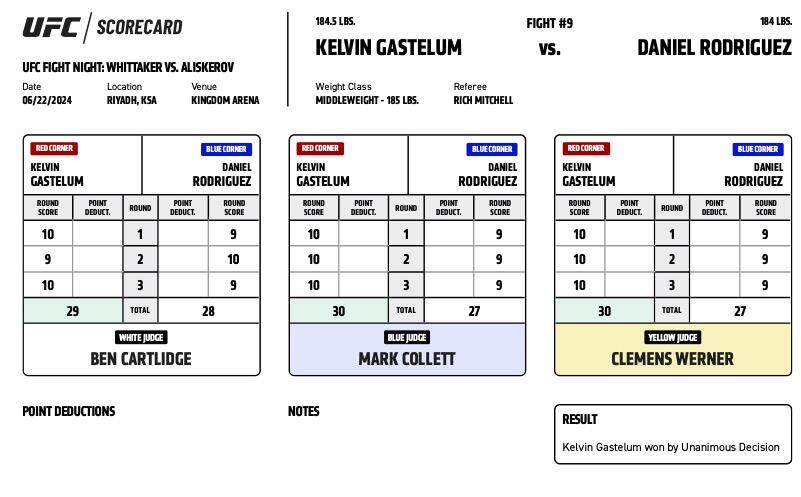 UFC / SCORECARD
UFC FIGHT NIGHT: WHITTAKER VS. ALISKEROV
Date Location Venue
06/22/2024 RIYADH, KSA KINGDOM ARENA
184.5 LBS. FIGHT #9 184 LBS.
KELVIN GASTELUM VS. DANIEL RODRIGUEZ
Weight Class Referee
MIDDLEWEIGHT - 185 LBS. RICH MITCHELL
RED CORNER BLUE CORNER
KELVIN DANIEL
GASTELUM RODRIGUEZ
ROUND POINT ROUND POINT ROUND
SCORE DEDUCT. DEDUCT. SCORE
10 1 9
9 2 10
10 3 9
29 TOTAL 28
WHITE JUDGE
BEN CARTLIDGE
RED CORNER BLUE CORNER
KELVIN DANIEL
GASTELUM RODRIGUEZ
ROUND POINT ROUND POINT ROUND
SCORE DEDUCT. DEDUCT. SCORE
10 1 9
10 2 9
10 3 9
30 TOTAL 27
BLUE JUDGE
MARK COLLETT
RED CORNER BLUE CORNER
KELVIN DANIEL
GASTELUM RODRIGUEZ
ROUND POINT ROUND POINT ROUND
SCORE DEDUCT. DEDUCT. SCORE
10 1 9
10 2 9
10 3 9
30 TOTAL 27
YELLOW JUDGE
CLEMENS WERNER
POINT DEDUCTIONS
NOTES
RESULT
Kelvin Gastelum won by Unanimous Decision